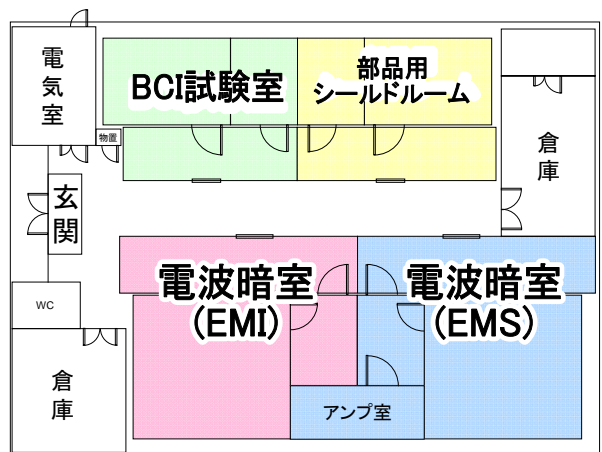 電気室
BCI試験室
部品用
シールドルーム
物置
倉庫
玄関
電波暗室
(EMI)
電波暗室
(EMS)
WC
倉庫
アンプ室